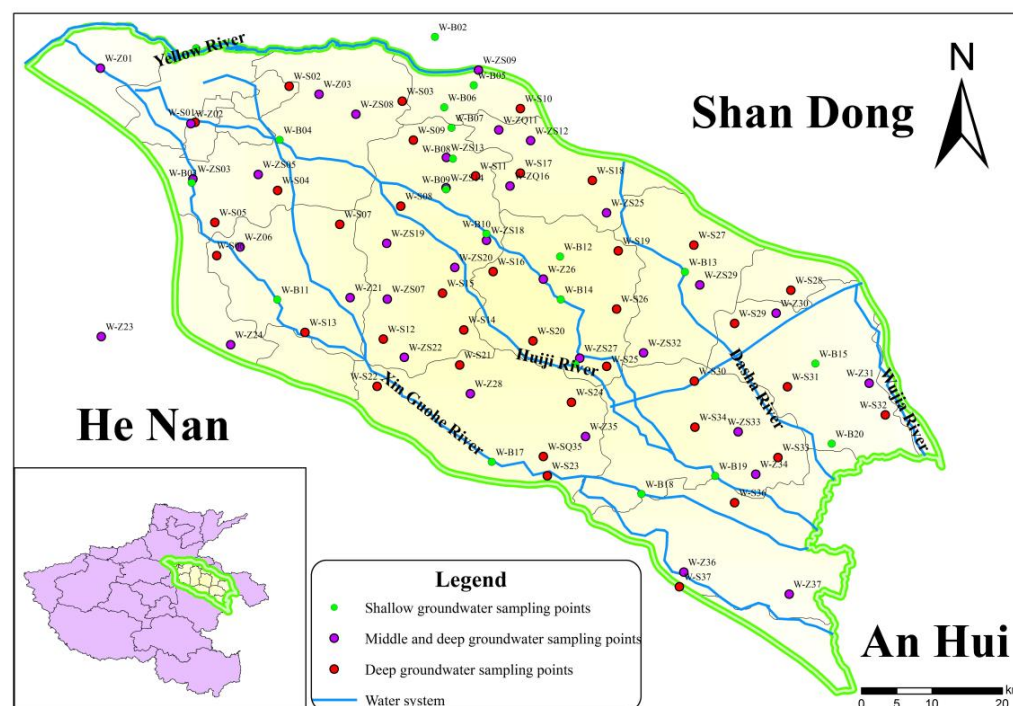 W-B02
Yellow River
W-Z01
W-ZS09
W-B05
W-S02
W-Z03
W-S03
N
W-B06
W-S10
W-ZS08
Shan Dong
W-S01
W-Z02
W-B07
W-ZQ11
W-B04
W-S09
W-ZS12
W-B08
W-ZS13
W-ZS03
W-ZS05
W-S11
W-S17
W-S18
W-S04
W-B09
W-ZQ16
W-S08
W-ZS25
W-S05
W-S07
W-B10
W-ZS18
W-ZS19
W-Z06
W-B12
W-S19
W-S27
W-ZS20
W-S16
W-Z26
W-B13
W-ZS29
W-S28
W-B11
W-Z21
W-ZS07
W-S15
W-B14
W-S26
W-Z30
W-S29
W-Z23
W-Z24
W-S13
W-S12
W-S14
W-S20
W-ZS22
W-S21
Huiji River
W-ZS27
W-S25
W-ZS32
Dasha River
W-B15
W-S22
Xin Guohe River
W-Z28
W-S30
W-S31
W-Z31
Wujia River
W-S24
W-S32
He Nan
W-Z35
W-S34
W-ZS33
W-B20
W-B17
W-SQ35
W-S33
W-S23
W-B19
W-Z34
W-B18
W-S36
W-Z36
W-S37
W-Z37
Legend
Shallow groundwater sampling points
Middle and deep groundwater sampling points
Deep groundwater sampling points
Water system
An Hui
0 5 10 20